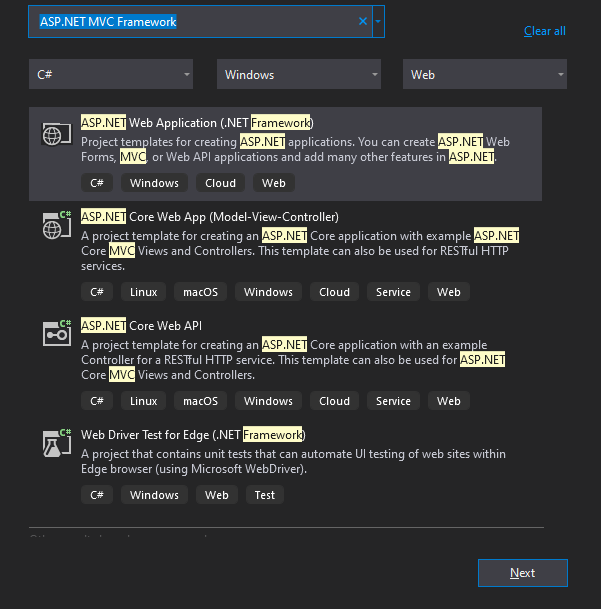 ASP.NET MVC Framework
Clear all
C#
Windows
Web
ASP.NET Web Application (.NET Framework)
Project templates for creating ASP.NET applications. You can create ASP.NET Web
Forms, MVC, or Web API applications and add many other features in ASP.NET.
C# Windows Cloud Web
C#
ASP.NET Core Web App (Model-View-Controller)
A project template for creating an ASP.NET Core application with example ASP.NET
Core MVC Views and Controllers. This template can also be used for RESTful HTTP
services.
C# Linux macOS Windows Cloud Service Web
C#
ASP.NET Core Web API
A project template for creating an ASP.NET Core application with an example
Controller for a RESTful HTTP service. This template can also be used for ASP.NET
Core MVC Views and Controllers.
C# Linux macOS Windows Cloud Service Web
C#
Web Driver Test for Edge (.NET Framework)
A project that contains unit tests that can automate UI testing of web sites within
Edge browser (using Microsoft WebDriver).
C# Windows Web Test
Next